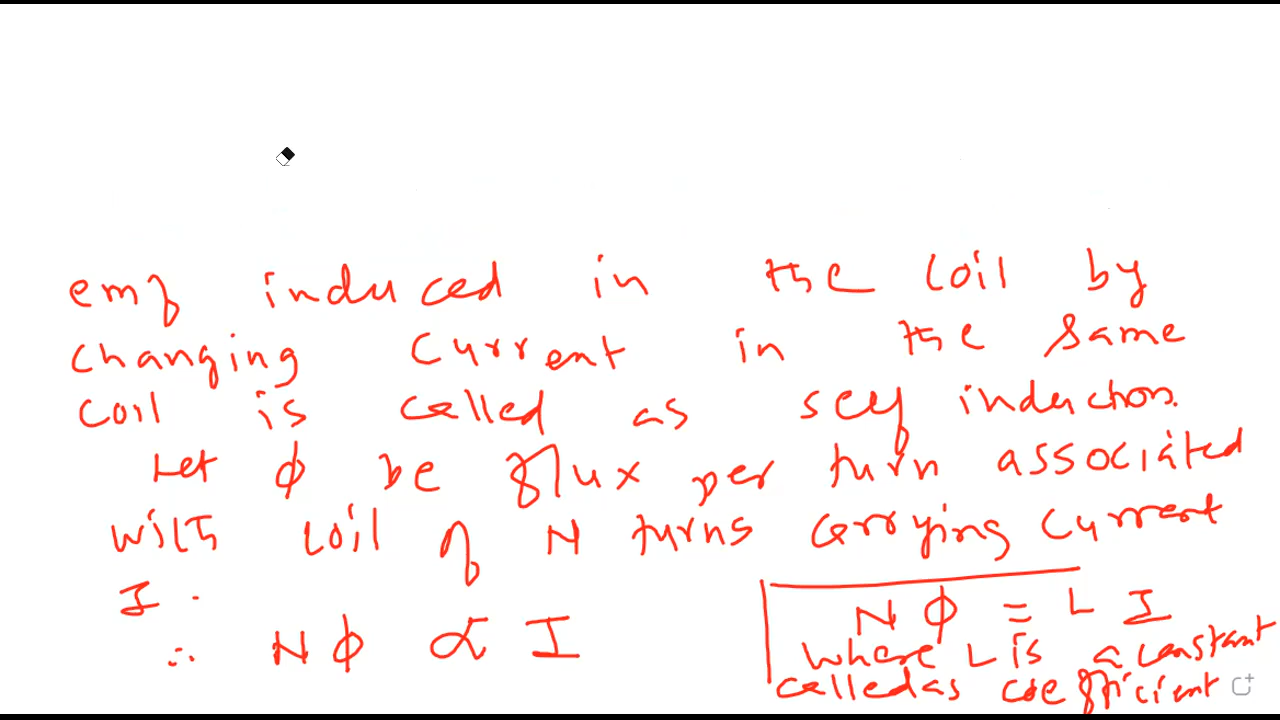 emf induced in the coil by
changing current in the same
coil is called as self induction.
Let ϕ be flux per turn associated
with coil of N turns carrying current
I.
∴ Nϕ ∝ I
Nϕ = LI
where L is a constant
called as coefficient